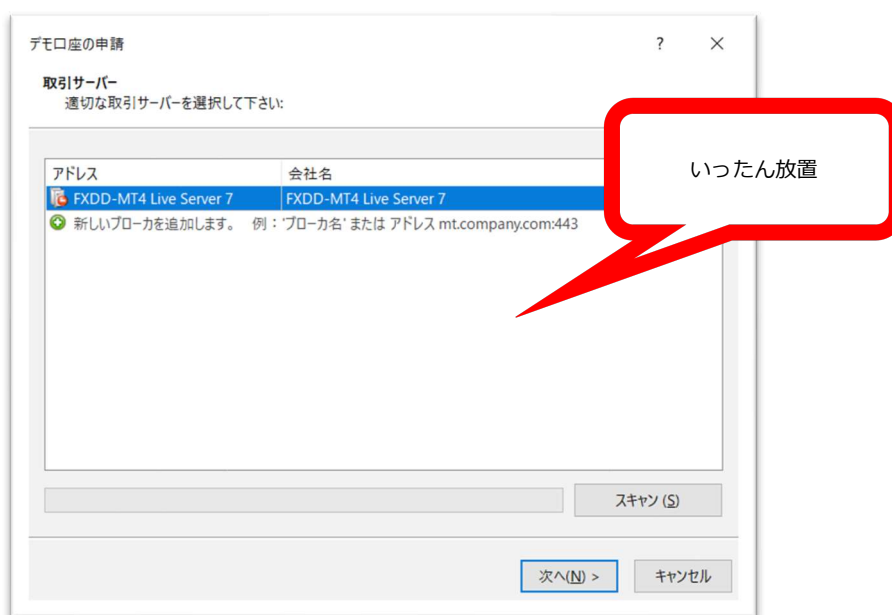 デモ口座の申請 ?
取引サーバー
適切な取引サーバーを選択して下さい:
いったん放置
アドレス 会社名
FXDD-MT4 Live Server 7 FXDD-MT4 Live Server 7
新しいブローカを追加します。 例：'ブローカ名' または アドレス mt.company.com:443
スキャン (S)
次へ(N) > キャンセル